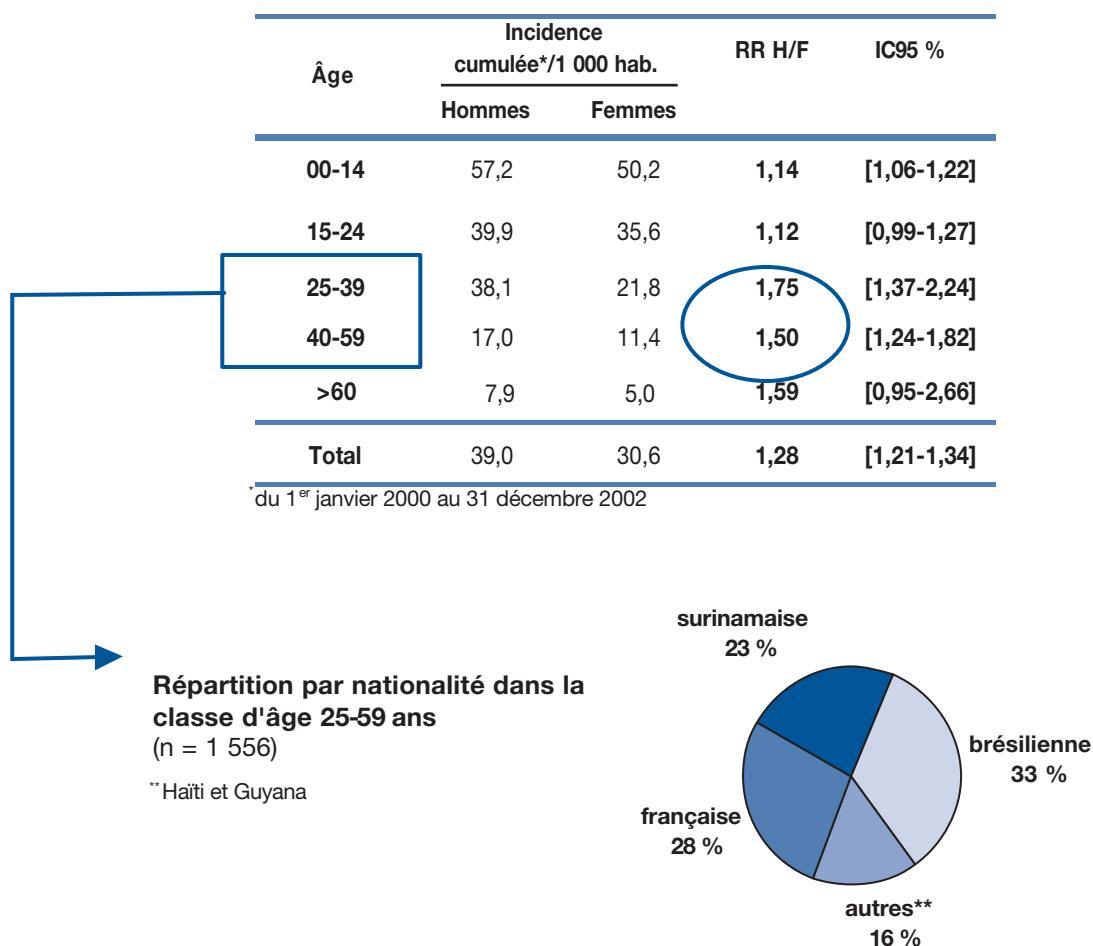 Âge
Incidence
cumulée*/1 000 hab.
RR H/F
IC95 %
Hommes Femmes
00-14 57,2 50,2 1,14 [1,06-1,22]
15-24 39,9 35,6 1,12 [0,99-1,27]
25-39 38,1 21,8 1,75 [1,37-2,24]
40-59 17,0 11,4 1,50 [1,24-1,82]
>60 7,9 5,0 1,59 [0,95-2,66]
Total 39,0 30,6 1,28 [1,21-1,34]
*du 1er janvier 2000 au 31 décembre 2002
Répartition par nationalité dans la
classe d'âge 25-59 ans
(n = 1 556)
**Haïti et Guyana
surinamaise
23 %
brésilienne
33 %
française
28 %
autres**
16 %